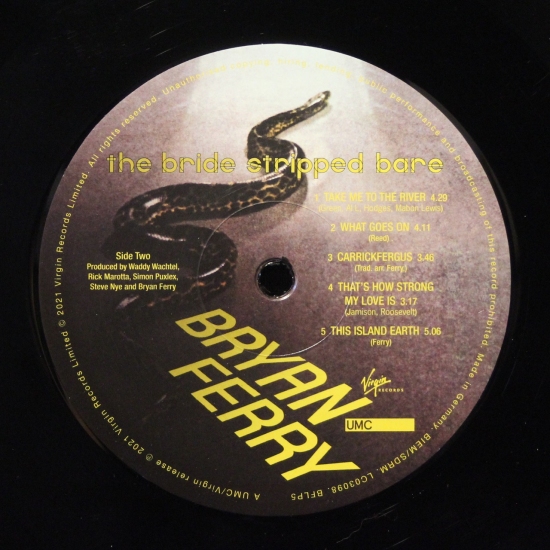 the bride stripped bare
1 TAKE ME TO THE RIVER 4.29
Hodges, Mabon Lewis)
2 WHAT GOES ON 4.11
(Reed)
3 CARRICKFERGUS 3.46
(Trad. arr. Ferry)
4 THAT'S HOW STRONG
MY LOVE IS 3.17
(Jamison, Roosevelt)
5 THIS ISLAND EARTH 5.06
(Ferry)
Side Two
Produced by Waddy Wachtel,
Rick Marotta, Simon Puxley,
Steve Nye and Bryan Ferry
BRYAN
FERRY
Virgin
RECORDS
UMC
A UMC/Virgin release ℗ 2021 Virgin Records Limited © 2021 Virgin Records Limited. All rights reserved. Unauthorised copying, hiring, public performance and broadcasting of this record prohibited. Made in Germany. BIEM/SDRM. LC03098. BFLP5